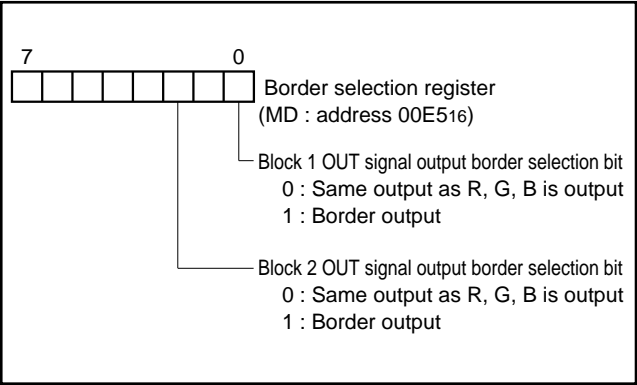 7 0
Border selection register
(MD : address 00E516)
Block 1 OUT signal output border selection bit
0 : Same output as R, G, B is output
1 : Border output
Block 2 OUT signal output border selection bit
0 : Same output as R, G, B is output
1 : Border output